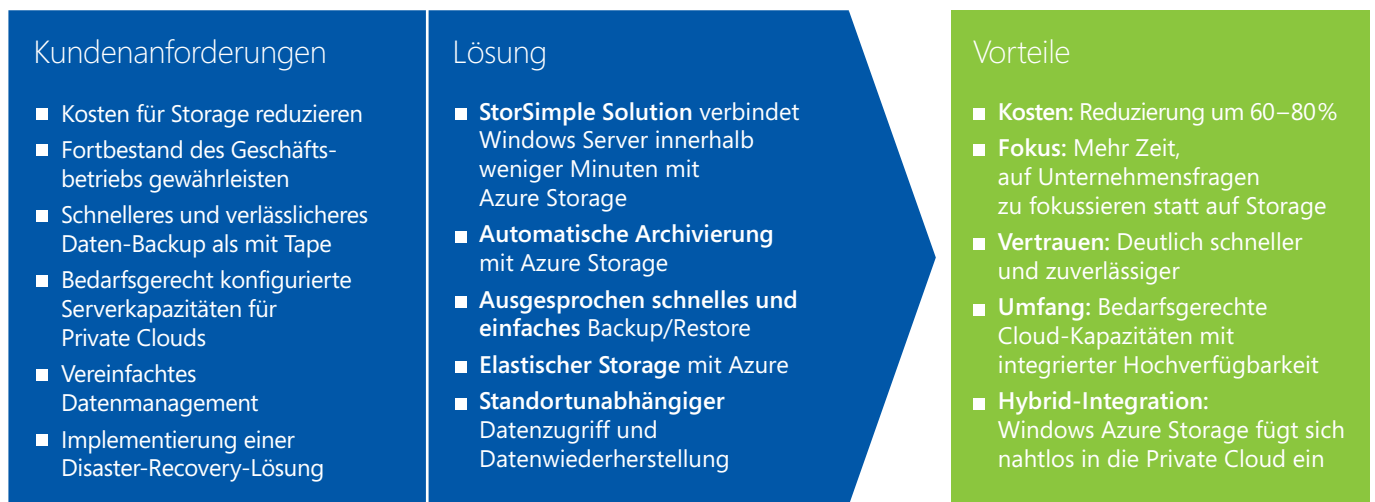 Kundenanforderungen
Kosten für Storage reduzieren
Fortbestand des Geschäfts-
betriebs gewährleisten
Schnelleres und verlässlicheres
Daten-Backup als mit Tape
Bedarfsgerecht konfigurierte
Serverkapazitäten für
Private Clouds
Vereinfachtes
Datenmanagement
Implementierung einer
Disaster-Recovery-Lösung
Lösung
StorSimple Solution verbindet
Windows Server innerhalb
weniger Minuten mit
Azure Storage
Automatische Archivierung
mit Azure Storage
Ausgesprochen schnelles und
einfaches Backup/Restore
Elastischer Storage mit Azure
Standortunabhängiger
Datenzugriff und
Datenwiederherstellung
Vorteile
Kosten: Reduzierung um 60–80%
Fokus: Mehr Zeit,
auf Unternehmensfragen
zu fokussieren statt auf Storage
Vertrauen: Deutlich schneller
und zuverlässiger
Umfang: Bedarfsgerechte
Cloud-Kapazitäten mit
integrierter Hochverfügbarkeit
Hybrid-Integration:
Windows Azure Storage fügt sich
nahtlos in die Private Cloud ein